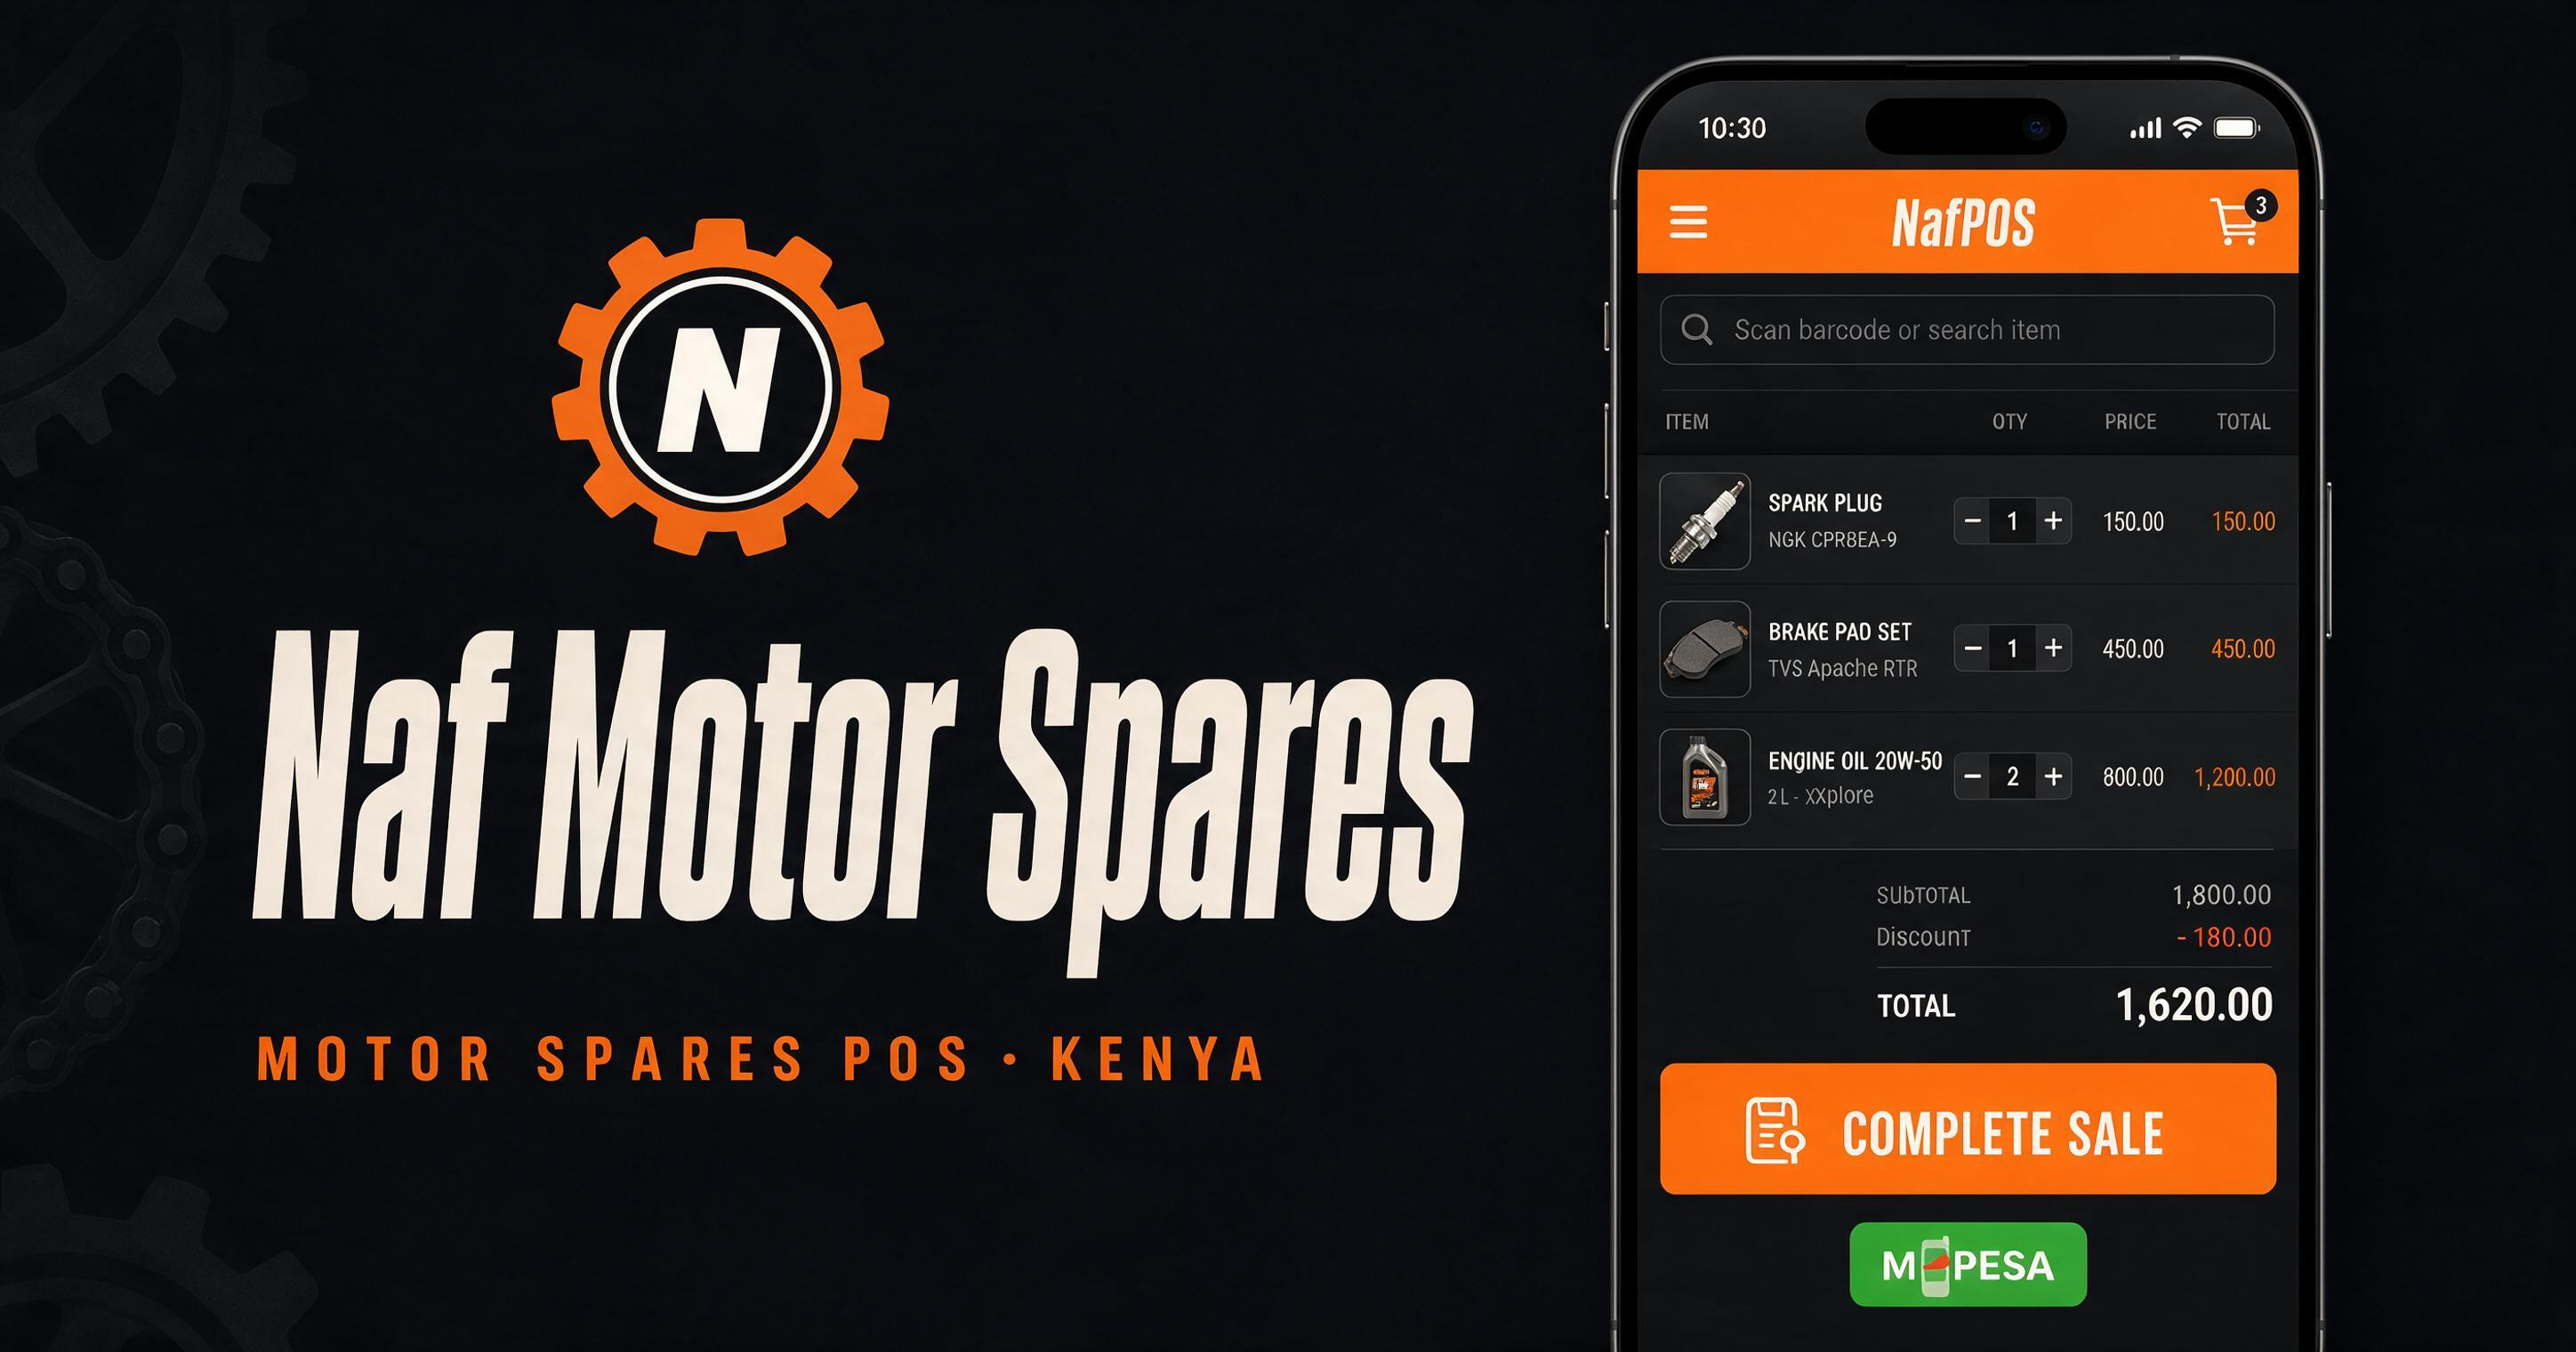 N
Naf Motor Spares
MOTOR SPARES POS · KENYA
10:30
NafPOS
3
Scan barcode or search item
ITEM QTY PRICE TOTAL
SPARK PLUG
NGK CPR8EA-9
− 1 + 150.00 150.00
BRAKE PAD SET
TVS Apache RTR
− 1 + 450.00 450.00
ENGINE OIL 20W-50
2L - XXplore
− 2 + 800.00 1,200.00
SUbTOTAL 1,800.00
Discount - 180.00
TOTAL 1,620.00
COMPLETE SALE
M PESA